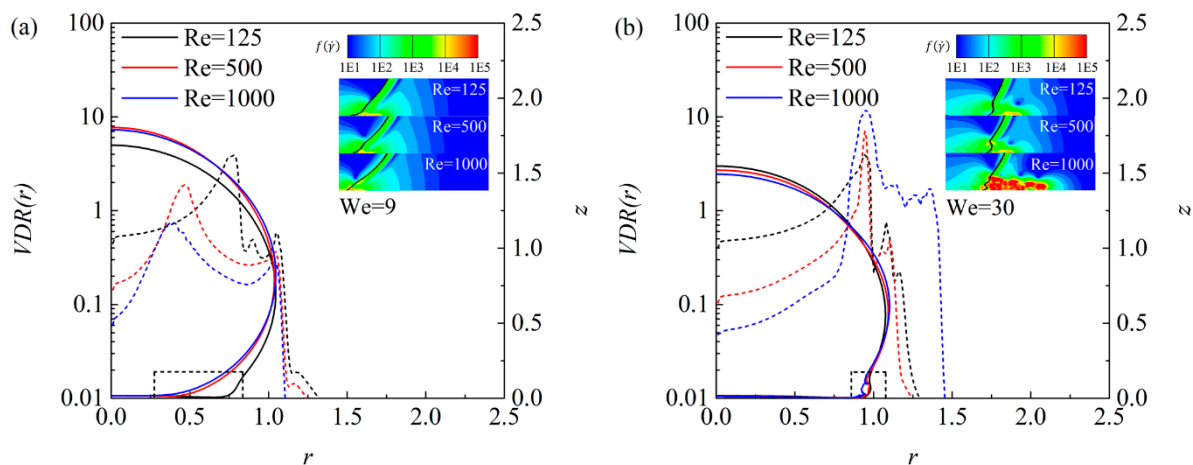 (a)
100
10
1
0.1
0.01
VDR(r)
0.0 0.5 1.0 1.5 2.0 2.5
r
2.5
2.0
1.5
1.0
0.5
0.0
z
Re=125
Re=500
Re=1000
f(γ̇)
1E1 1E2 1E3 1E4 1E5
Re=125
Re=500
Re=1000
We=9
(b)
100
10
1
0.1
0.01
VDR(r)
0.0 0.5 1.0 1.5 2.0 2.5
r
2.5
2.0
1.5
1.0
0.5
0.0
z
Re=125
Re=500
Re=1000
f(γ̇)
1E1 1E2 1E3 1E4 1E5
Re=125
Re=500
Re=1000
We=30